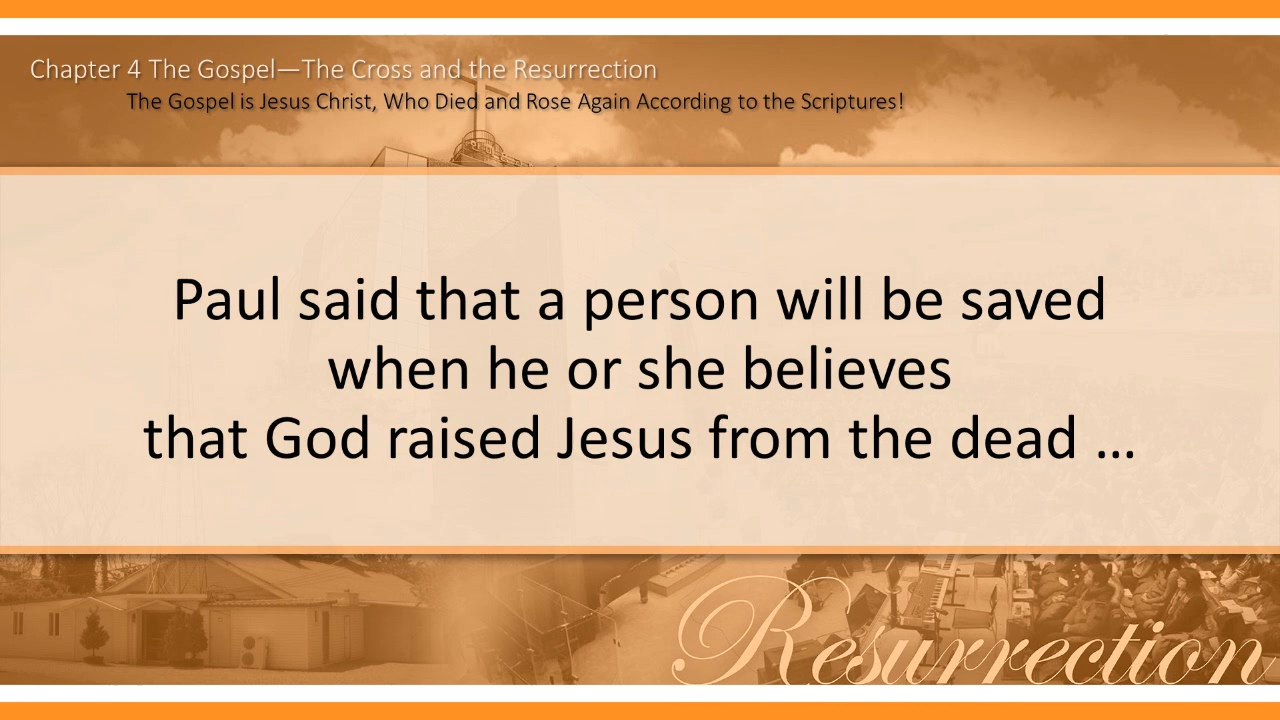 Chapter 4 The Gospel—The Cross and the Resurrection
The Gospel is Jesus Christ, Who Died and Rose Again According to the Scriptures!
Paul said that a person will be saved
when he or she believes
that God raised Jesus from the dead …
Resurrection